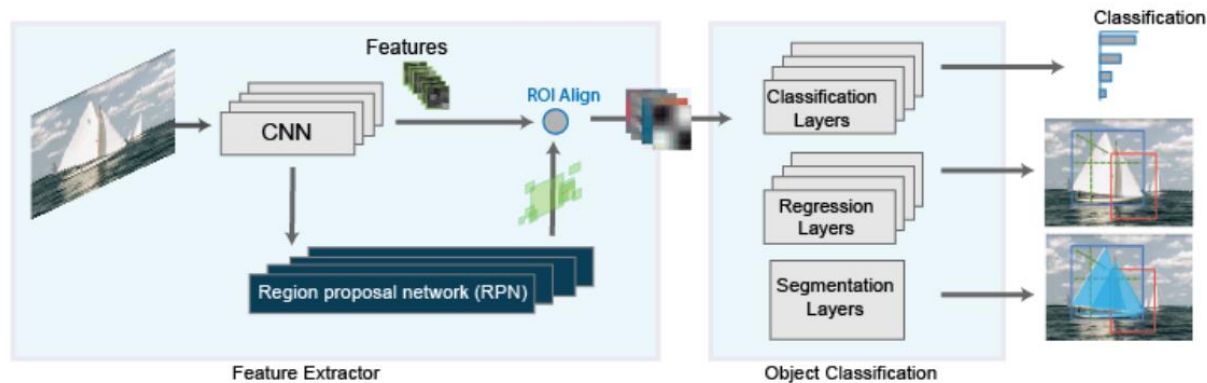 Classification
Features
ROI Align
CNN
Classification
Layers
Regression
Layers
Region proposal network (RPN)
Segmentation
Layers
Feature Extractor
Object Classification